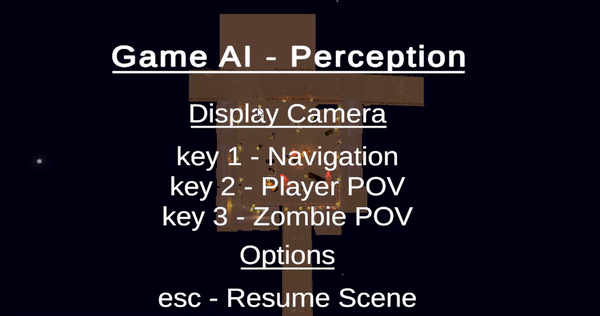 Game AI - Perception
Display Camera
key 1 - Navigation
key 2 - Player POV
key 3 - Zombie POV
Options
esc - Resume Scene